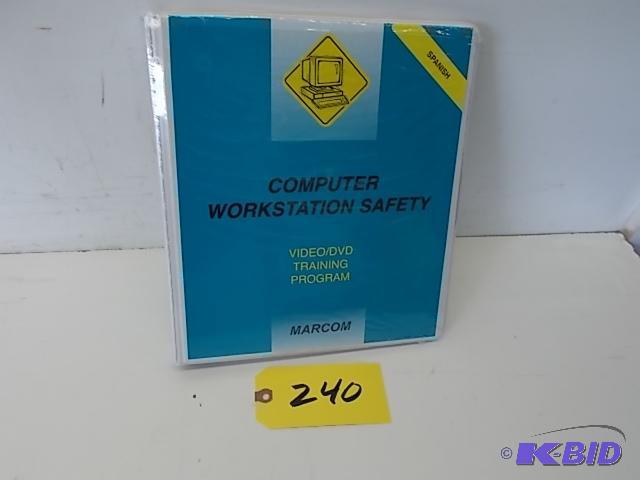 SPANISH
COMPUTER
WORKSTATION SAFETY
VIDEO/DVD
TRAINING
PROGRAM
MARCOM
240
© K-BID